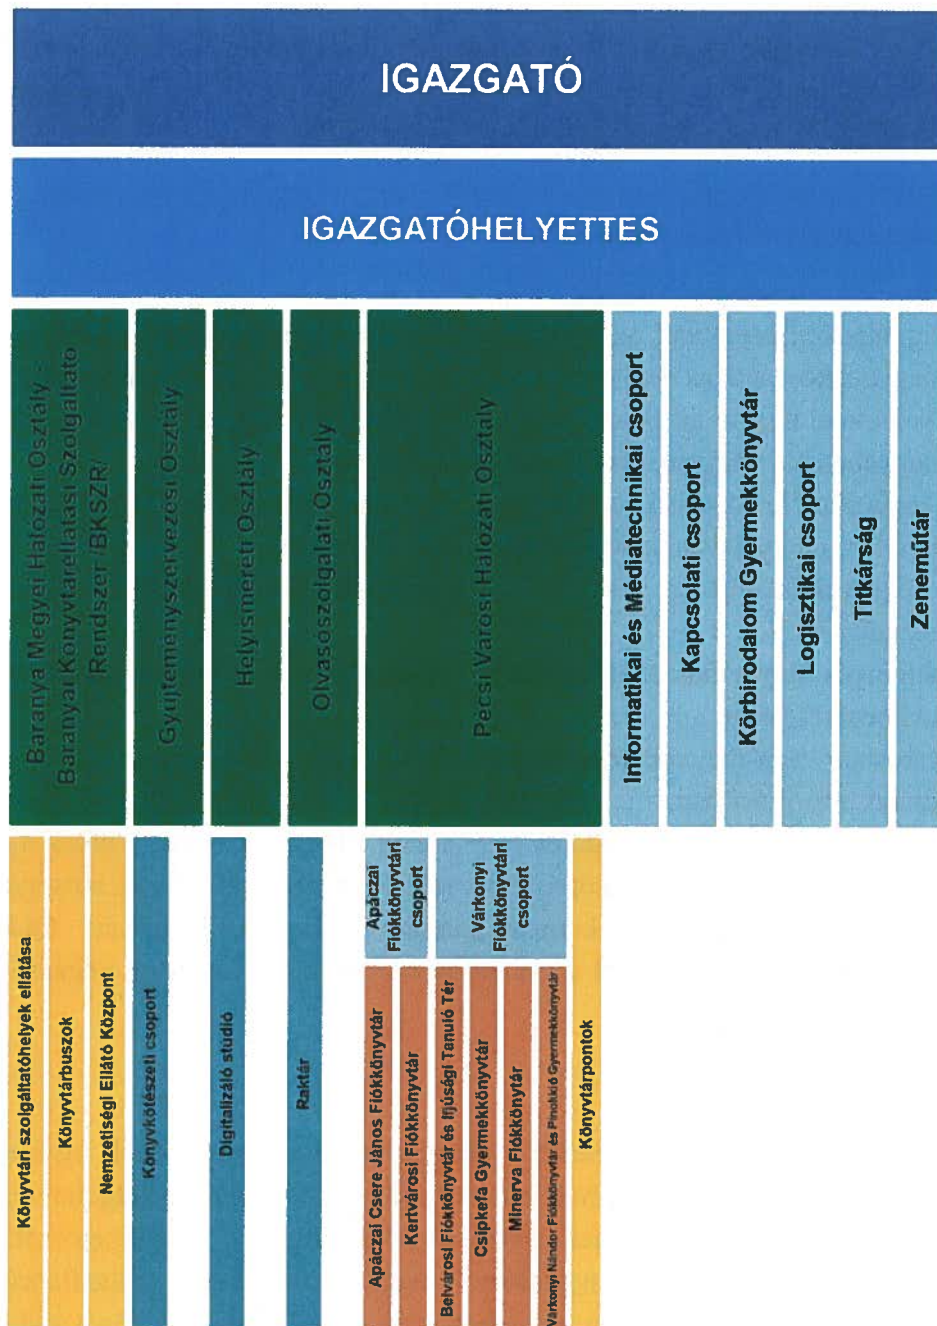 IGAZGATÓ
IGAZGATÓHELYETTES
Baranya Megyei Hálózati Osztály -
Baranyai Könyvtárellátási Szolgáltató
Rendszer /BKSZR/
Gyűjteményszervezési Osztály
Helyismereti Osztály
Olvasószolgálati Osztály
Pécsi Városi Hálózati Osztály
Informatikai és Médiatechnikai csoport
Kapcsolati csoport
Körbirodalom Gyermekkönyvtár
Logisztikai csoport
Titkárság
Zeneműtár
Könyvtári szolgáltatóhelyek ellátása
Könyvtárbuszok
Nemzetiségi Ellátó Központ
Könyvkötészeti csoport
Digitalizáló stúdió
Raktár
Apáczai
Fiókkönyvtári
csoport
Várkonyi
Fiókkönyvtári
csoport
Apáczai Csere János Fiókkönyvtár
Kertvárosi Fiókkönyvtár
Belvárosi Fiókkönyvtár és Ifjúsági Tanuló Tér
Csipkefa Gyermekkönyvtár
Minerva Fiókkönytár
Várkonyi Nándor Fiókkönyvtár és Pinokkió Gyermekkönyvtár
Könyvtárpontok